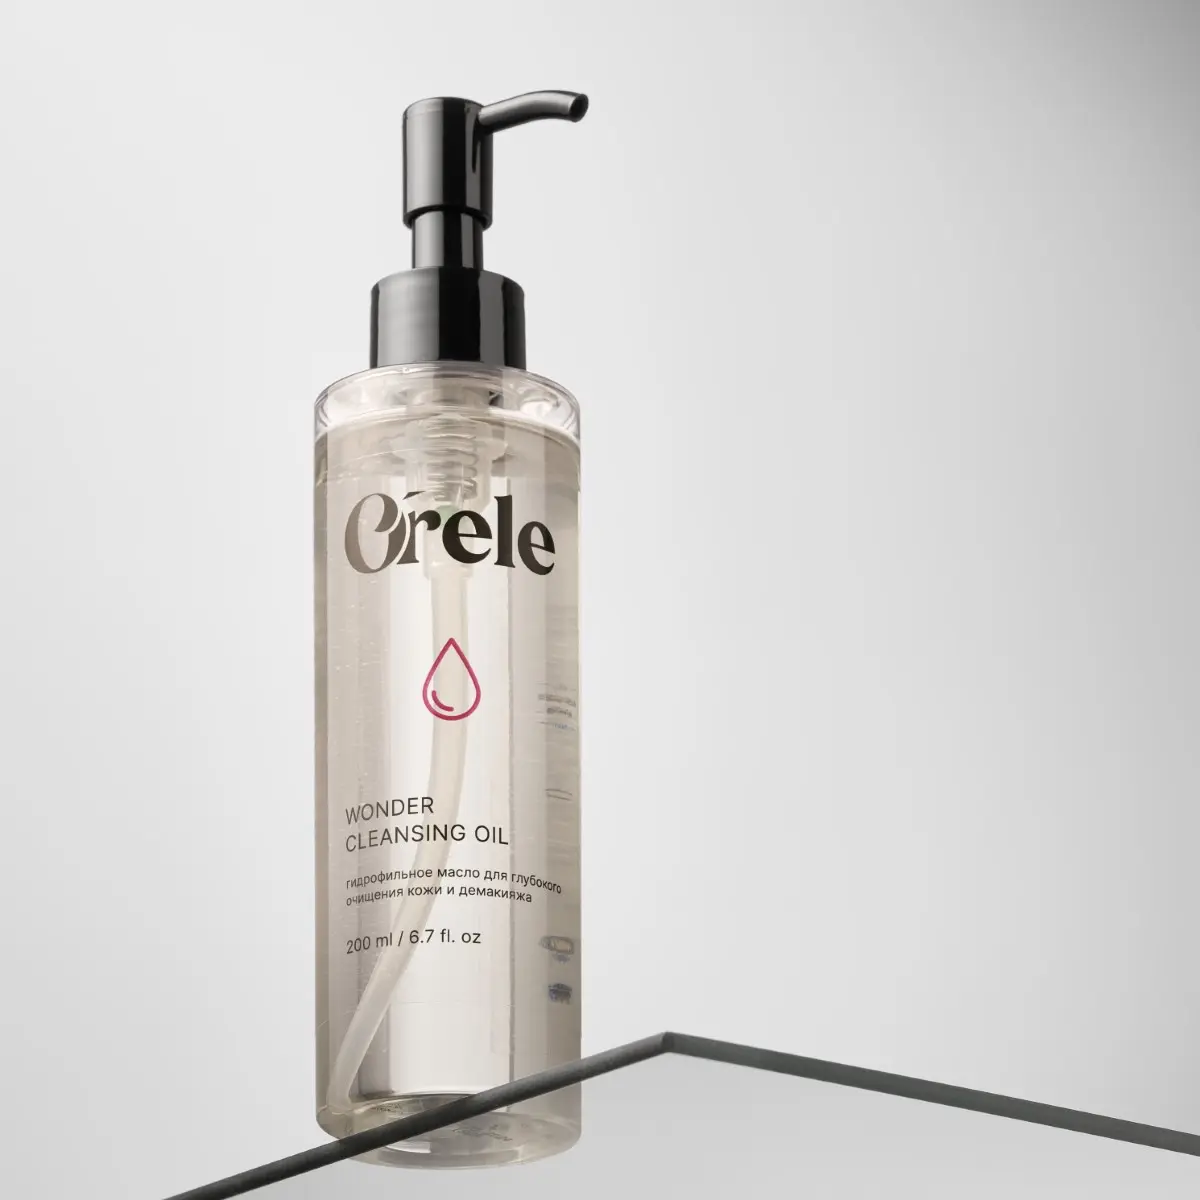 Orele
WONDER
CLEANSING OIL
гидрофильное масло для глубокого
очищения кожи и демакияжа
200 ml / 6.7 fl. oz